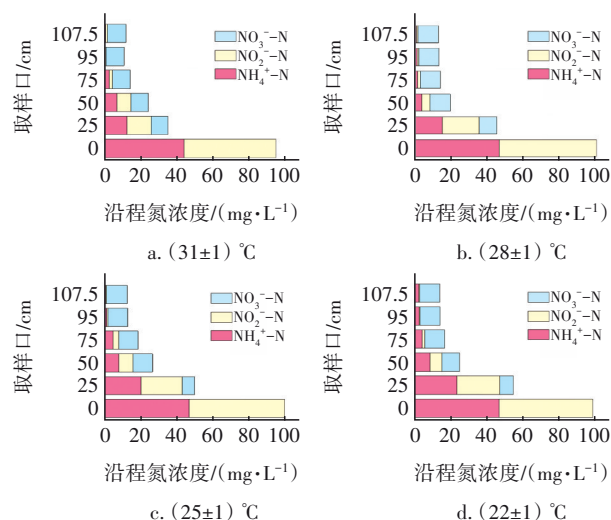 107.5
95
75
50
25
0
取样口/cm
NO₃⁻-N
NO₂⁻-N
NH₄⁺-N
0 20 40 60 80 100
沿程氮浓度/(mg·L⁻¹)
a. (31±1) ℃
107.5
95
75
50
25
0
取样口/cm
NO₃⁻-N
NO₂⁻-N
NH₄⁺-N
0 20 40 60 80 100
沿程氮浓度/(mg·L⁻¹)
b. (28±1) ℃
107.5
95
75
50
25
0
取样口/cm
NO₃⁻-N
NO₂⁻-N
NH₄⁺-N
0 20 40 60 80 100
沿程氮浓度/(mg·L⁻¹)
c. (25±1) ℃
107.5
95
75
50
25
0
取样口/cm
NO₃⁻-N
NO₂⁻-N
NH₄⁺-N
0 20 40 60 80 100
沿程氮浓度/(mg·L⁻¹)
d. (22±1) ℃